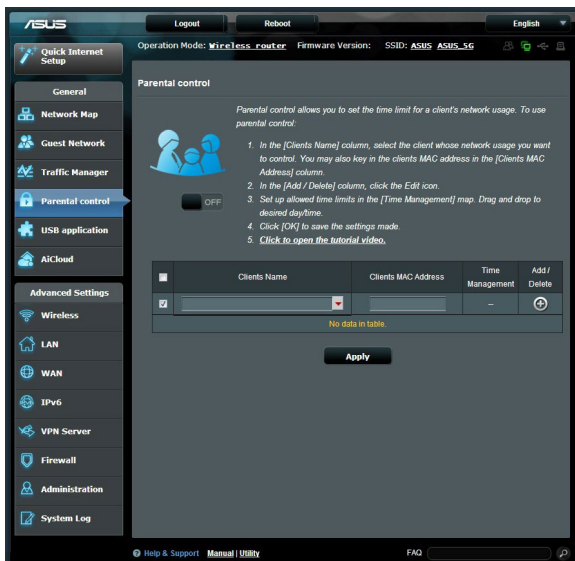 ASUS
Logout
Reboot
English
Quick Internet
Setup
Operation Mode: Wireless router Firmware Version: SSID: ASUS ASUS_5G
General
Network Map
Guest Network
Traffic Manager
Parental control
USB application
AiCloud
Advanced Settings
Wireless
LAN
WAN
IPv6
VPN Server
Firewall
Administration
System Log
Parental control
Parental control allows you to set the time limit for a client's network usage. To use
parental control:
1. In the [Clients Name] column, select the client whose network usage you want
to control. You may also key in the clients MAC address in the [Clients MAC
Address] column.
2. In the [Add / Delete] column, click the Edit icon.
3. Set up allowed time limits in the [Time Management] map. Drag and drop to
desired day/time.
4. Click [OK] to save the settings made.
5. Click to open the tutorial video.
OFF
Clients Name
Clients MAC Address
Time
Management
Add /
Delete
--
No data in table.
Apply
Help & Support Manual | Utility
FAQ